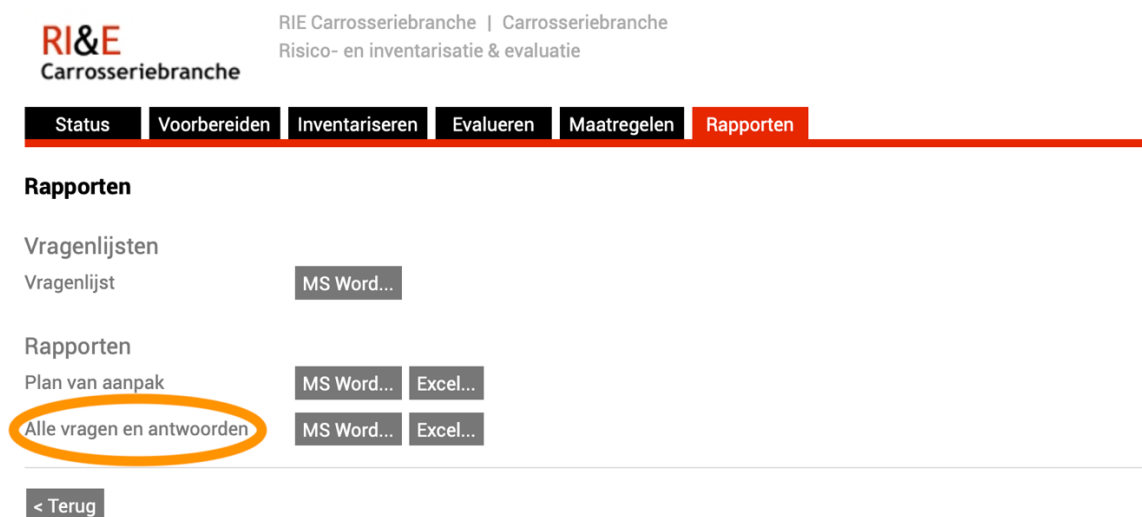 RI&E
Carrosseriebranche
RIE Carrosseriebranche | Carrosseriebranche
Risico- en inventarisatie & evaluatie
Status Voorbereiden Inventariseren Evalueren Maatregelen Rapporten
Rapporten
Vragenlijsten
Vragenlijst MS Word...
Rapporten
Plan van aanpak MS Word... Excel...
Alle vragen en antwoorden MS Word... Excel...
< Terug